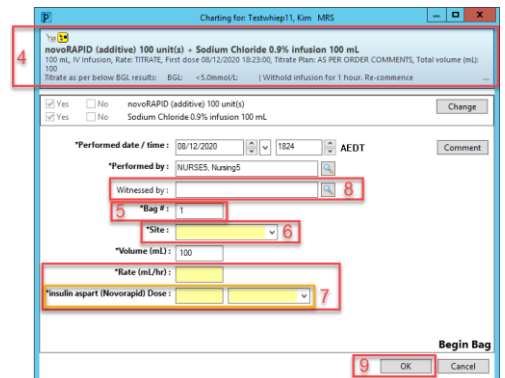 P Charting for: Testwhiep11, Kim MRS
novoRAPID (additive) 100 unit(s) + Sodium Chloride 0.9% infusion 100 mL
100 mL, IV infusion, Rate: TITRATE, First dose 08/12/2020 18:23:00, Titrate Plan: AS PER ORDER COMMENTS, Total volume (mL):
100
Titrate as per below BGL results: BGL: <5.0mmol/L: | Withold infusion for 1 hour. Re-commence ...
4
Yes No novoRAPID (additive) 100 unit(s) Change
Yes No Sodium Chloride 0.9% infusion 100 mL
*Performed date / time : 08/12/2020 1824 AEDT Comment
*Performed by : NURSE5, Nursing5
Witnessed by : 8
5 *Bag # : 1
*Site : 6
*Volume (mL) : 100
*Rate (mL/hr) :
*insulin aspart (Novorapid) Dose : 7
Begin Bag
9 OK Cancel